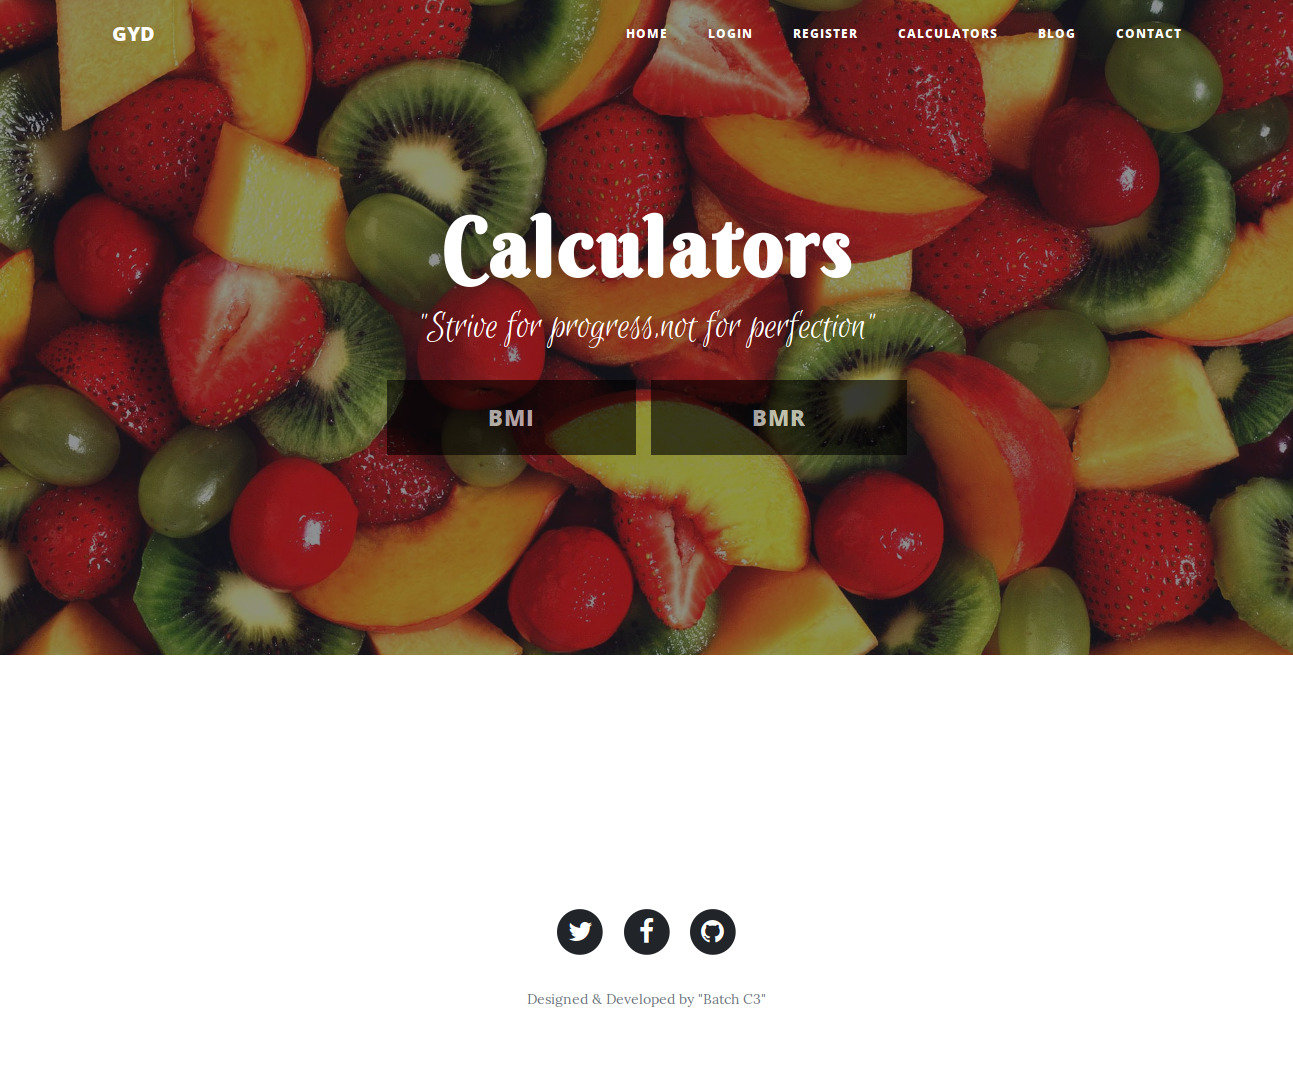 GYD
HOME LOGIN REGISTER CALCULATORS BLOG CONTACT
Calculators
"Strive for progress,not for perfection"
BMI BMR
Designed & Developed by "Batch C3"